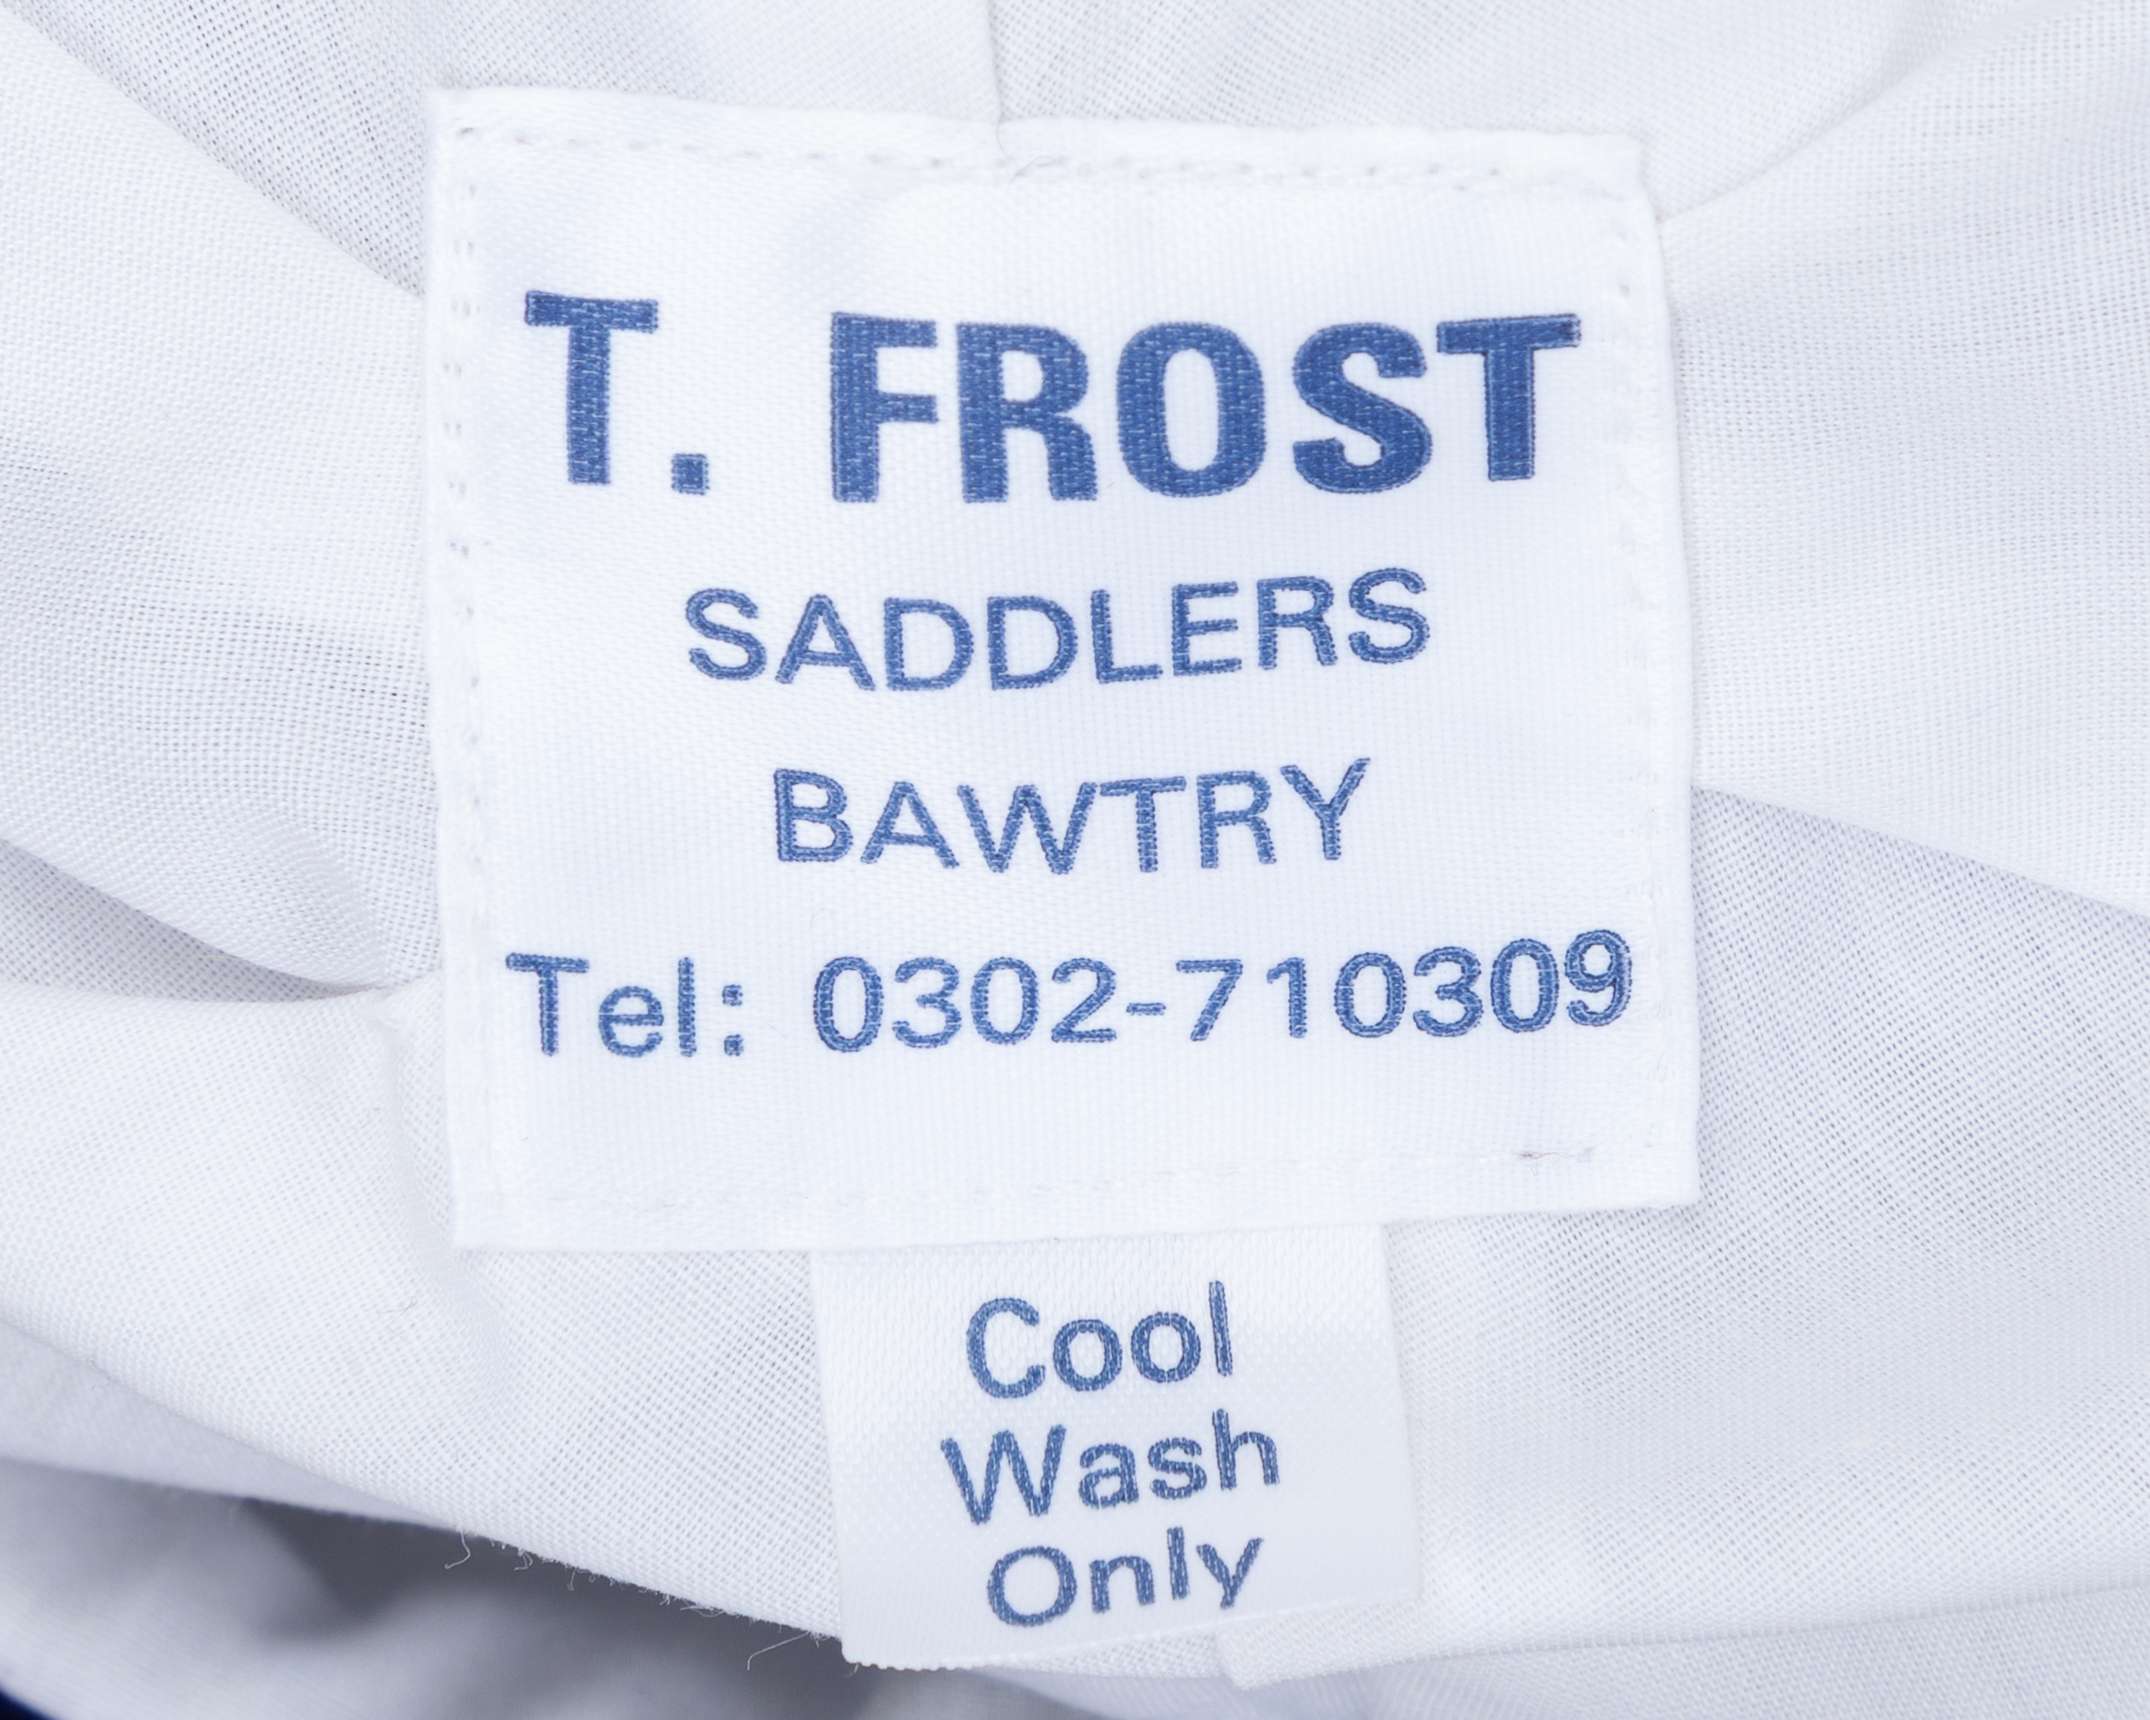 T. FROST
SADDLERS
BAWTRY
Tel: 0302-710309
Cool
Wash
Only